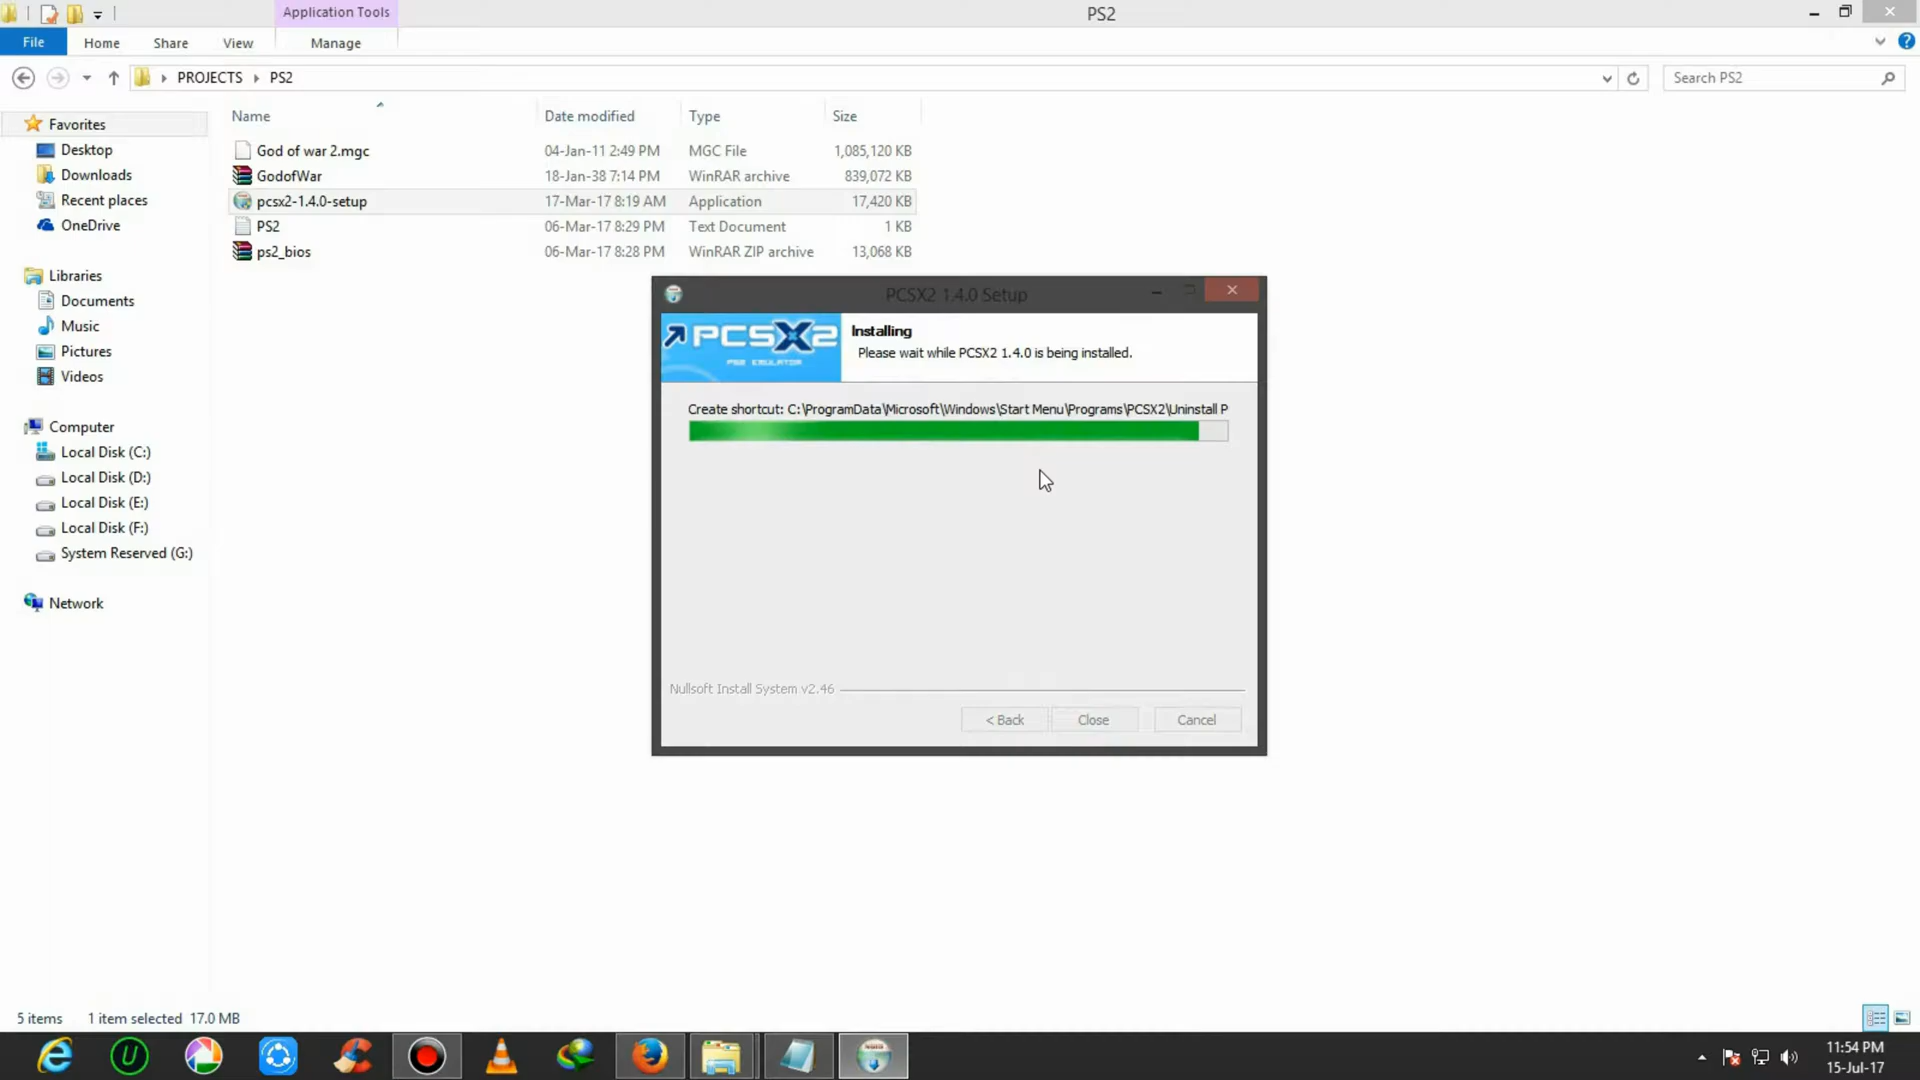 Application Tools
PS2
File
Home
Share
View
Manage
PROJECTS
PS2
Search PS2
Name
Date modified
Type
Size
Favorites
Desktop
Downloads
Recent places
OneDrive
Libraries
Documents
Music
Pictures
Videos
Computer
Local Disk (C:)
Local Disk (D:)
Local Disk (E:)
Local Disk (F:)
System Reserved (G:)
Network
God of war 2.mgc 04-Jan-11 2:49 PM MGC File 1,085,120 KB
GodofWar 18-Jan-38 7:14 PM WinRAR archive 839,072 KB
pcsx2-1.4.0-setup 17-Mar-17 8:19 AM Application 17,420 KB
PS2 06-Mar-17 8:29 PM Text Document 1 KB
ps2_bios 06-Mar-17 8:28 PM WinRAR ZIP archive 13,068 KB
PCSX2 1.4.0 Setup
PCSX2
PS2 EMULATOR
Installing
Please wait while PCSX2 1.4.0 is being installed.
Create shortcut: C:\ProgramData\Microsoft\Windows\Start Menu\Programs\PCSX2\Uninstall P
Nullsoft Install System v2.46
< Back
Close
Cancel
5 items
1 item selected 17.0 MB
11:54 PM
15-Jul-17